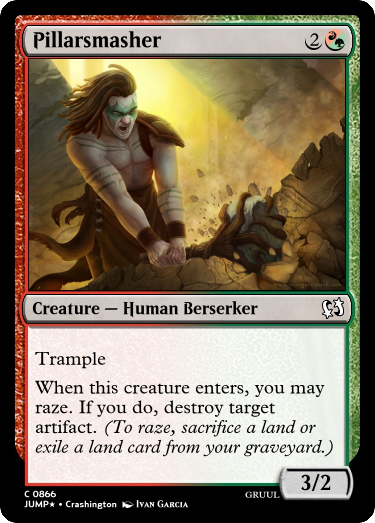 Pillarsmasher 2
Creature — Human Berserker
Trample
When this creature enters, you may
raze. If you do, destroy target
artifact. (To raze, sacrifice a land or
exile a land card from your graveyard.)
3/2
C 0866 GRUUL
JUMP★ • Crashington Ivan Garcia